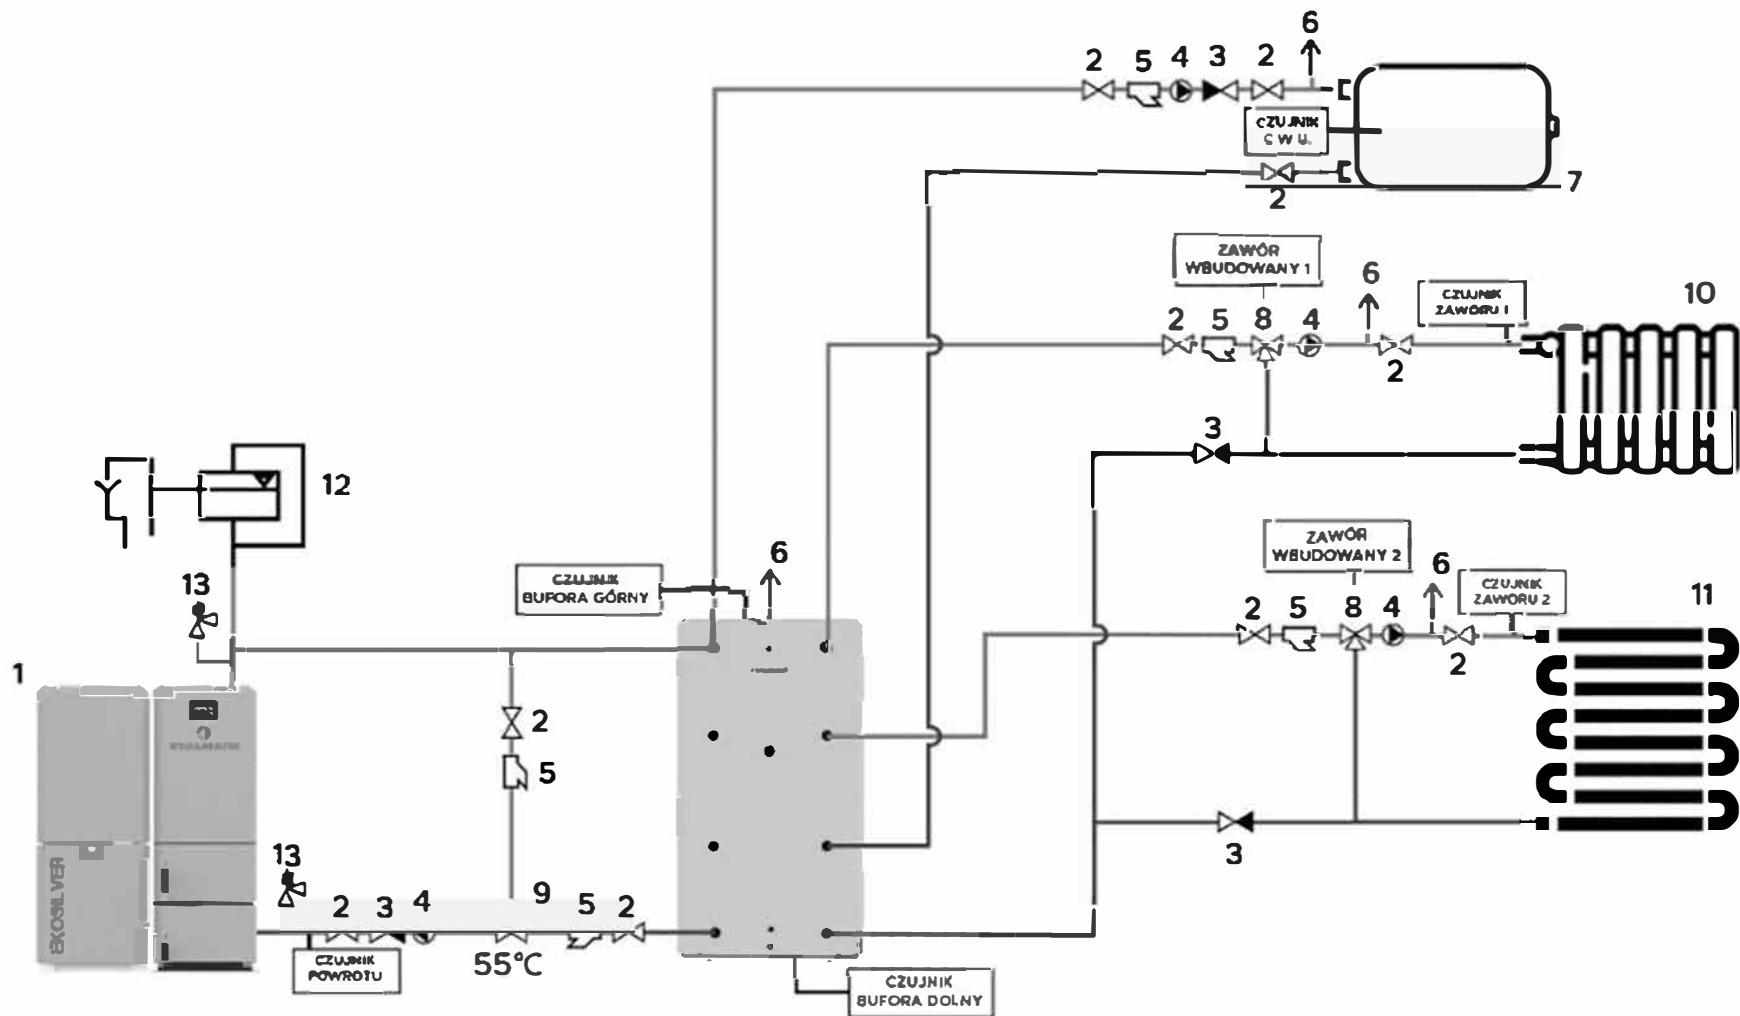 6
2 5 4 3 2
CZUJNIK
C W U.
2
7
ZAWÓR
WBUDOWANY 1
6
CZUJNIK
ZAWORU 1
10
2 5 8 4
2
3
12
ZAWÓR
WBUDOWANY 2
6
CZUJNIK
ZAWORU 2
11
13
CZUJNIK
BUFORA GÓRNY
6
2 5 8 4
2
1
2
5
3
EKOSILVER
13
2 3 4 9 5 2
55°C
CZUJNIK
POWROTU
CZUJNIK
BUFORA DOLNY